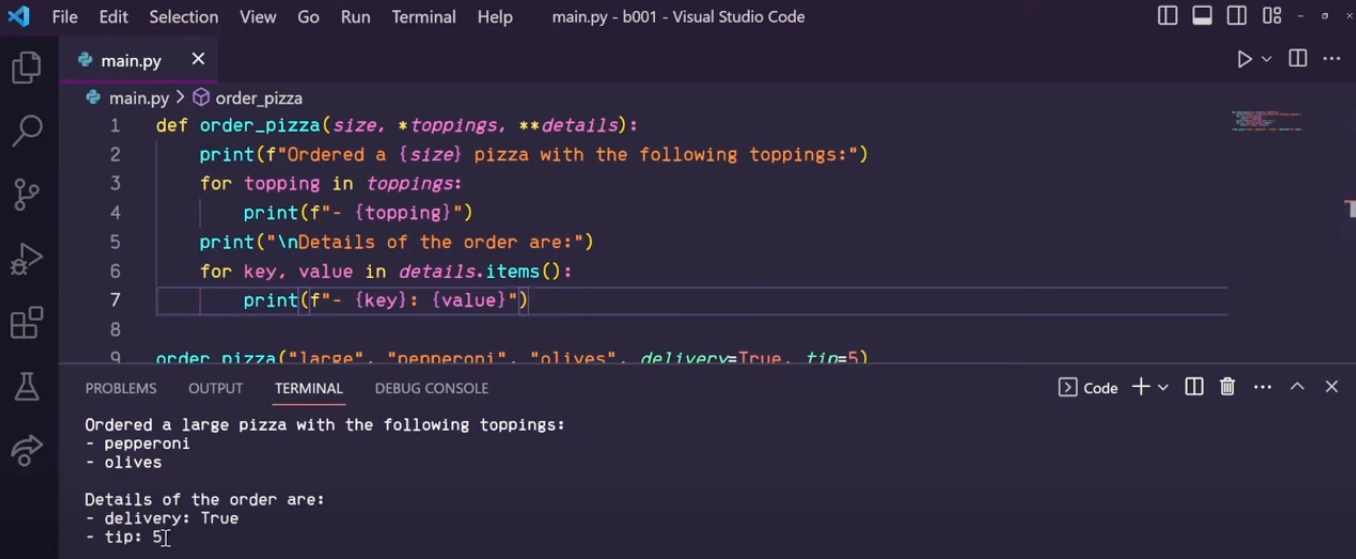 File Edit Selection View Go Run Terminal Help main.py - b001 - Visual Studio Code
main.py
main.py > order_pizza
1 def order_pizza(size, *toppings, **details):
2     print(f"Ordered a {size} pizza with the following toppings:")
3     for topping in toppings:
4         print(f"- {topping}")
5     print("\nDetails of the order are:")
6     for key, value in details.items():
7         print(f"- {key}: {value}")
8
9 order_pizza("large", "pepperoni", "olives", delivery=True, tip=5)
PROBLEMS OUTPUT TERMINAL DEBUG CONSOLE Code
Ordered a large pizza with the following toppings:
- pepperoni
- olives
Details of the order are:
- delivery: True
- tip: 5